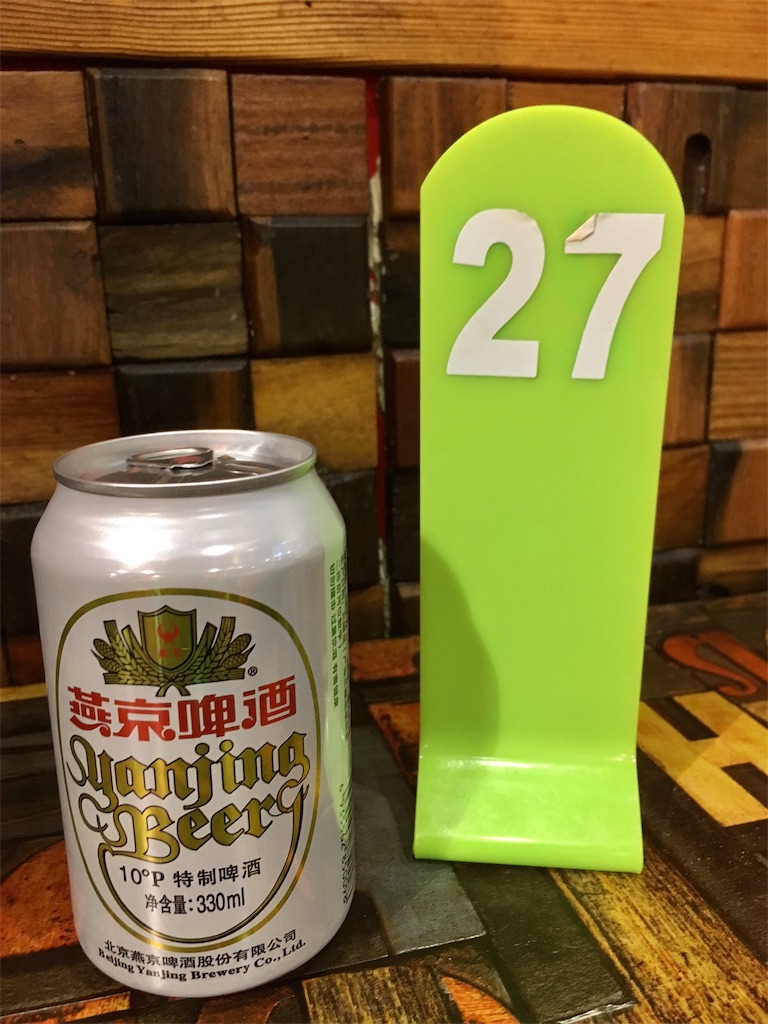 27
燕京啤酒
®
Yanjing
Beer
10°P 特制啤酒
净含量:330ml
北京燕京啤酒股份有限公司
Beijing Yanjing Brewery Co., Ltd.
H